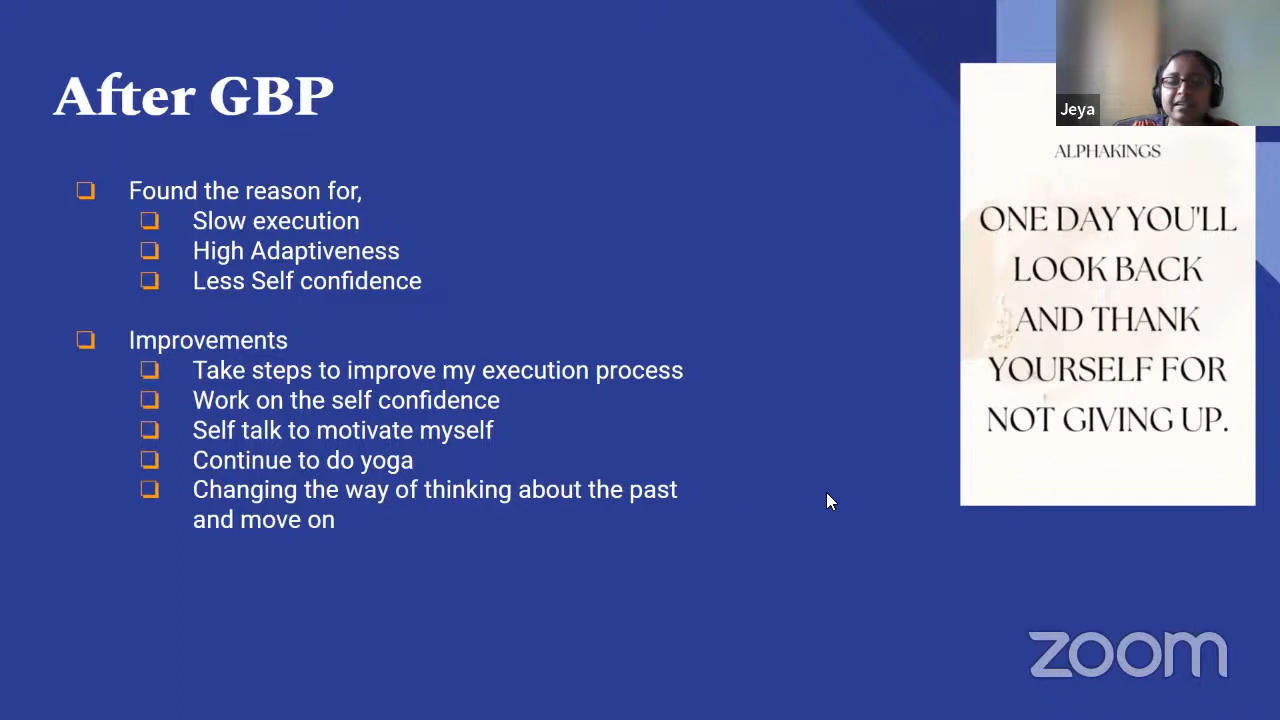 After GBP
Found the reason for,
Slow execution
High Adaptiveness
Less Self confidence
Improvements
Take steps to improve my execution process
Work on the self confidence
Self talk to motivate myself
Continue to do yoga
Changing the way of thinking about the past
and move on
Jeya
ALPHAKINGS
ONE DAY YOU'LL
LOOK BACK
AND THANK
YOURSELF FOR
NOT GIVING UP.
zoom